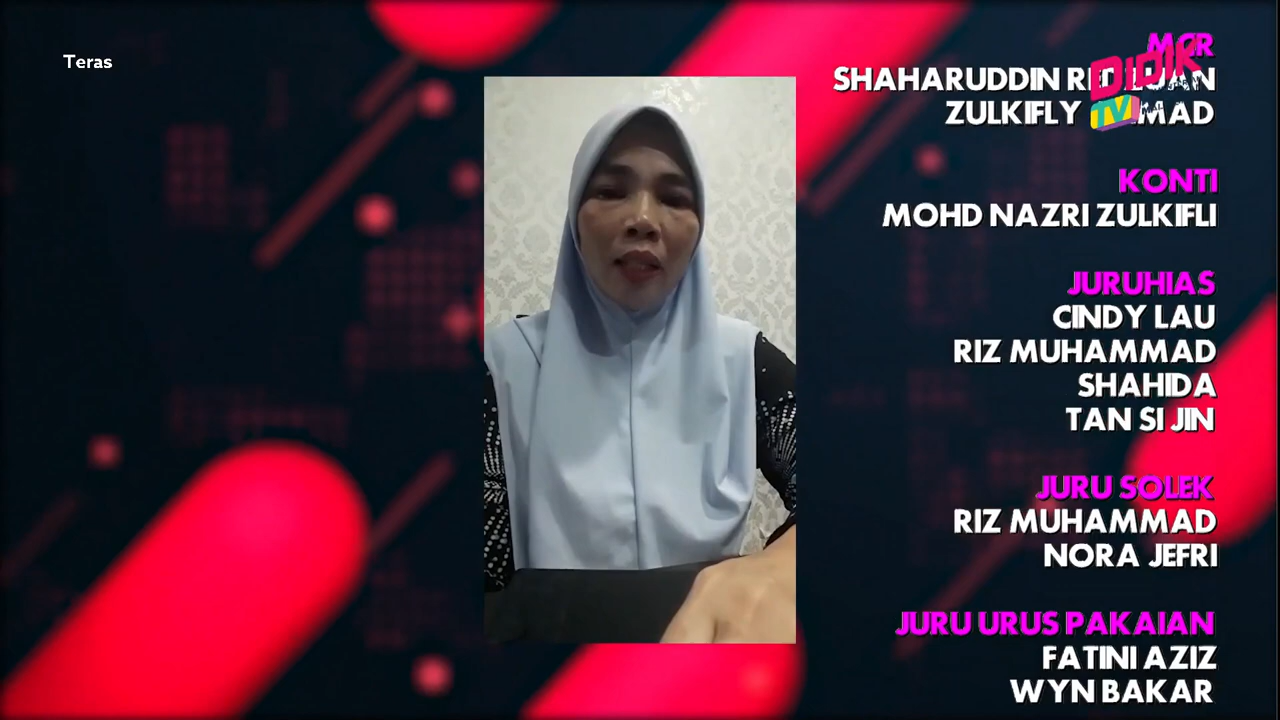 Teras
MCR
SHAHARUDDIN
ZULKIFLY
TV
KONTI
MOHD NAZRI ZULKIFLI
JURUHIAS
CINDY LAU
RIZ MUHAMMAD
SHAHIDA
TAN SI JIN
JURU SOLEK
RIZ MUHAMMAD
NORA JEFRI
JURU URUS PAKAIAN
FATINI AZIZ
WYN BAKAR